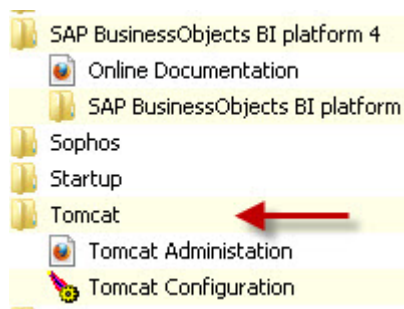 SAP BusinessObjects BI platform 4
Online Documentation
SAP BusinessObjects BI platform
Sophos
Startup
Tomcat
Tomcat Administation
Tomcat Configuration